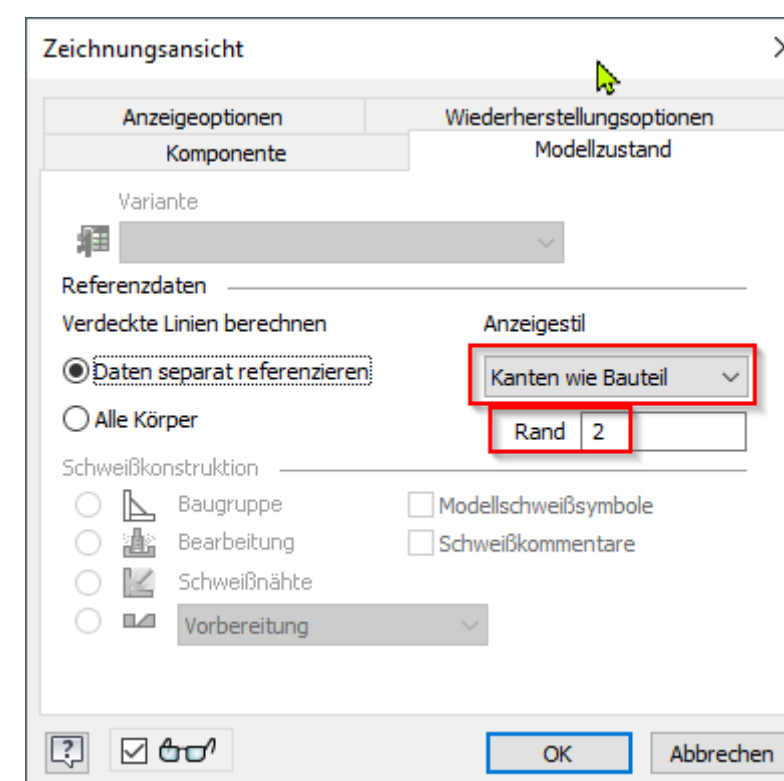 Zeichnungsansicht
Anzeigeoptionen Wiederherstellungsoptionen
Komponente Modellzustand
Variante
Referenzdaten
Verdeckte Linien berechnen Anzeigestil
Daten separat referenzieren Kanten wie Bauteil
Alle Körper Rand 2
Schweißkonstruktion
Baugruppe Modellschweißsymbole
Bearbeitung Schweißkommentare
Schweißnähte
Vorbereitung
OK Abbrechen